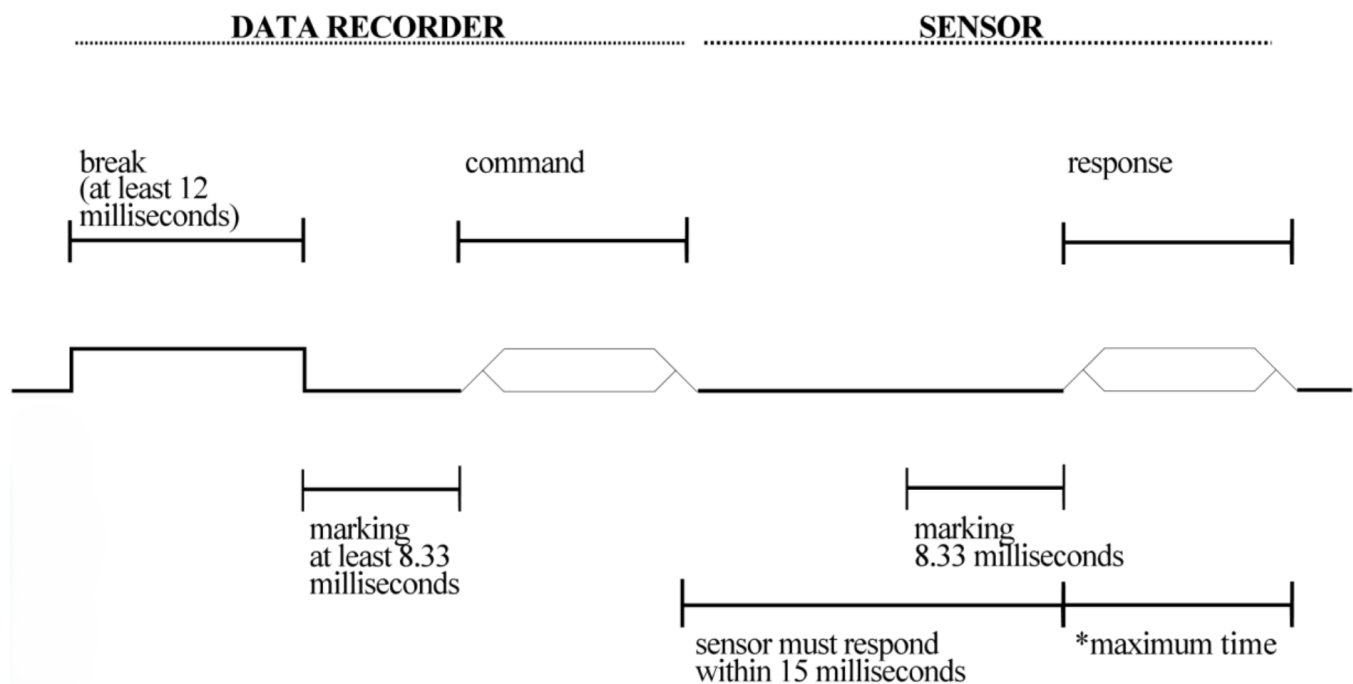 DATA RECORDER
SENSOR
break
(at least 12
milliseconds)
command
response
marking
at least 8.33
milliseconds
marking
8.33 milliseconds
sensor must respond
within 15 milliseconds
*maximum time